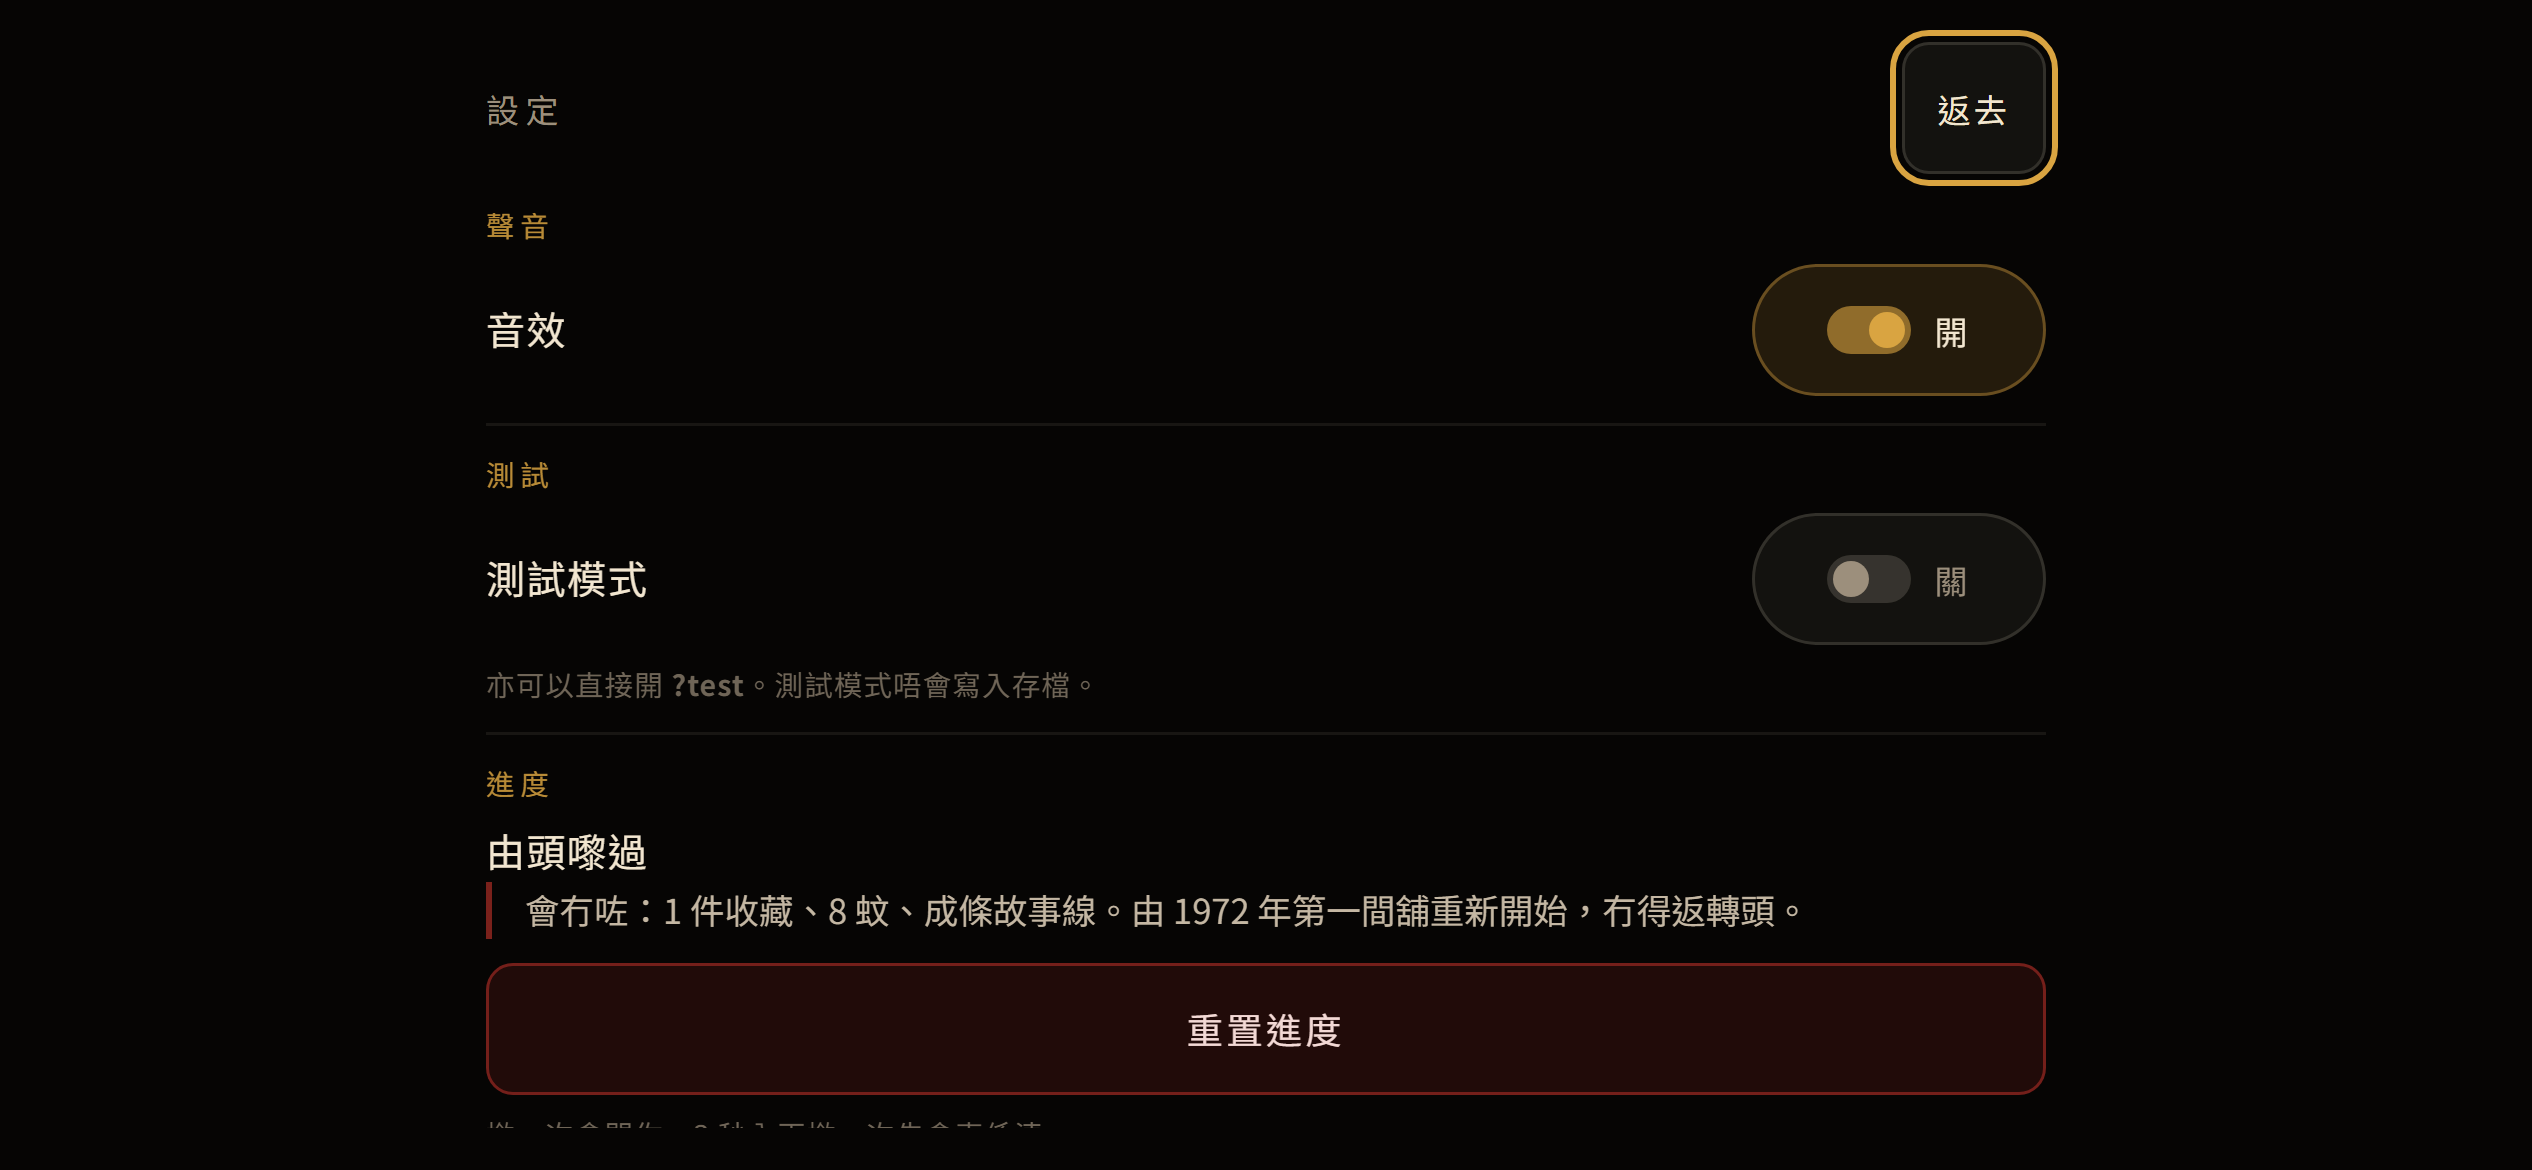 設定
返去
聲音
音效
開
測試
測試模式
關
亦可以直接開 ?test。測試模式唔會寫入存檔。
進度
由頭嚟過
會冇咗：1 件收藏、8 蚊、成條故事線。由 1972 年第一間舖重新開始，冇得返轉頭。
重置進度